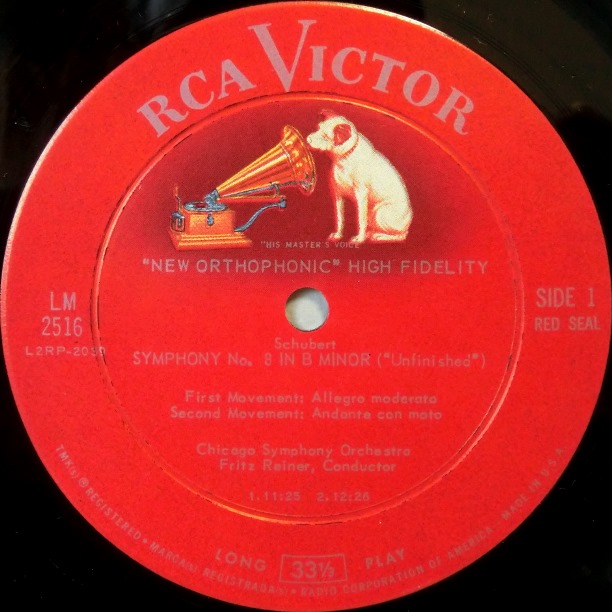 RCA VICTOR
"HIS MASTER'S VOICE"
"NEW ORTHOPHONIC" HIGH FIDELITY
LM
2516
SIDE 1
RED SEAL
Schubert
SYMPHONY No. 8 IN B MINOR ("Unfinished")
First Movement: Allegro moderato
Second Movement: Andante con moto
Chicago Symphony Orchestra
Fritz Reiner, Conductor
1. 11:25 2. 12:26
LONG 33⅓ PLAY
TMK(s) ® REGISTERED • MARCA(s) REGISTRADA(s) • RADIO CORPORATION OF AMERICA - MADE IN U.S.A.